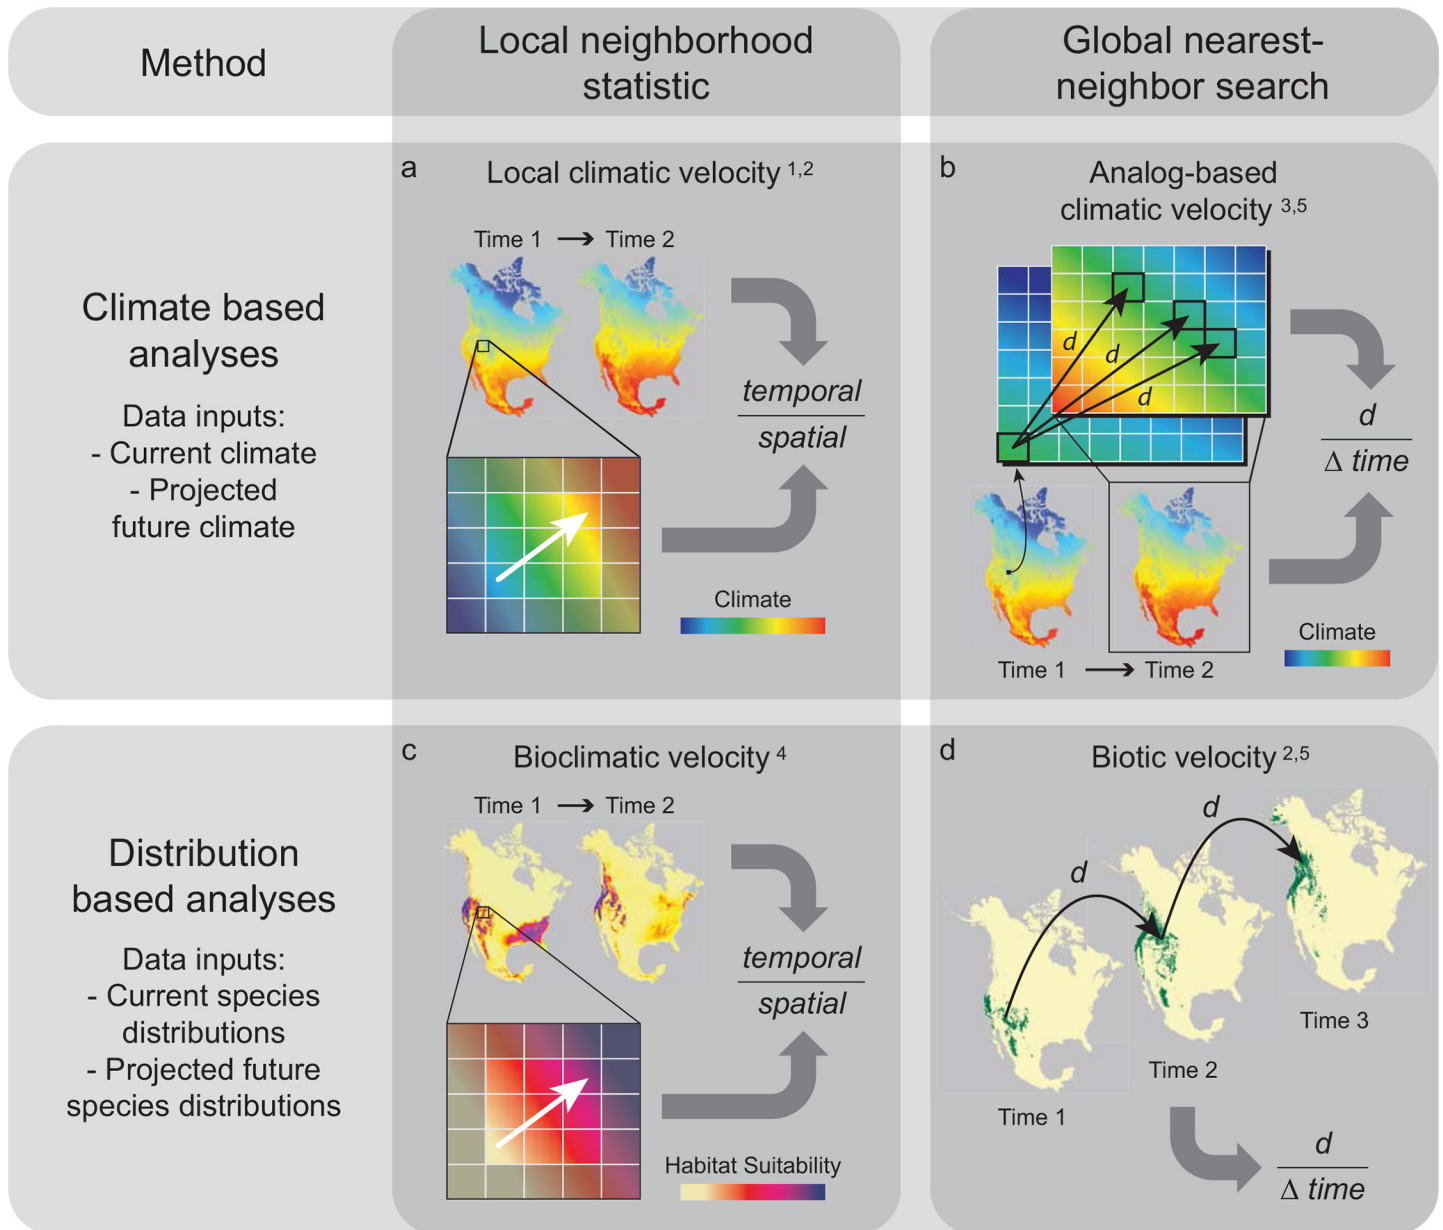 Method
Local neighborhood
statistic
Global nearest-
neighbor search
Climate based
analyses
Data inputs:
- Current climate
- Projected
future climate
a
Local climatic velocity 1,2
Time 1 → Time 2
temporal
spatial
Climate
b
Analog-based
climatic velocity 3,5
d
d
d
d
Δ time
Climate
Time 1 → Time 2
Distribution
based analyses
Data inputs:
- Current species
distributions
- Projected future
species distributions
c
Bioclimatic velocity 4
Time 1 → Time 2
temporal
spatial
Habitat Suitability
d
Biotic velocity 2,5
d
d
Time 3
Time 2
Time 1
d
Δ time